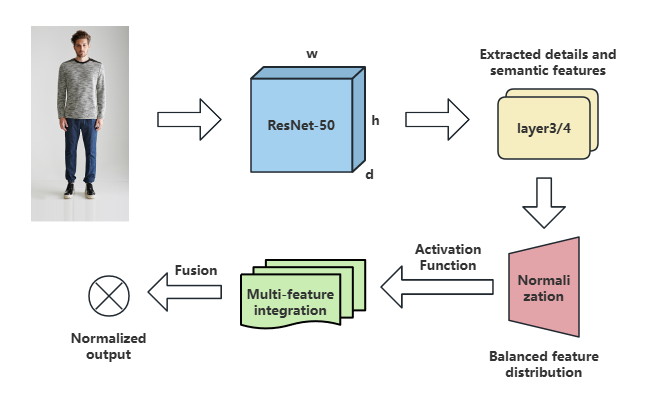 w
ResNet-50
h
d
Extracted details and
semantic features
layer3/4
Normali
zation
Balanced feature
distribution
Activation
Function
Multi-feature
integration
Fusion
Normalized
output